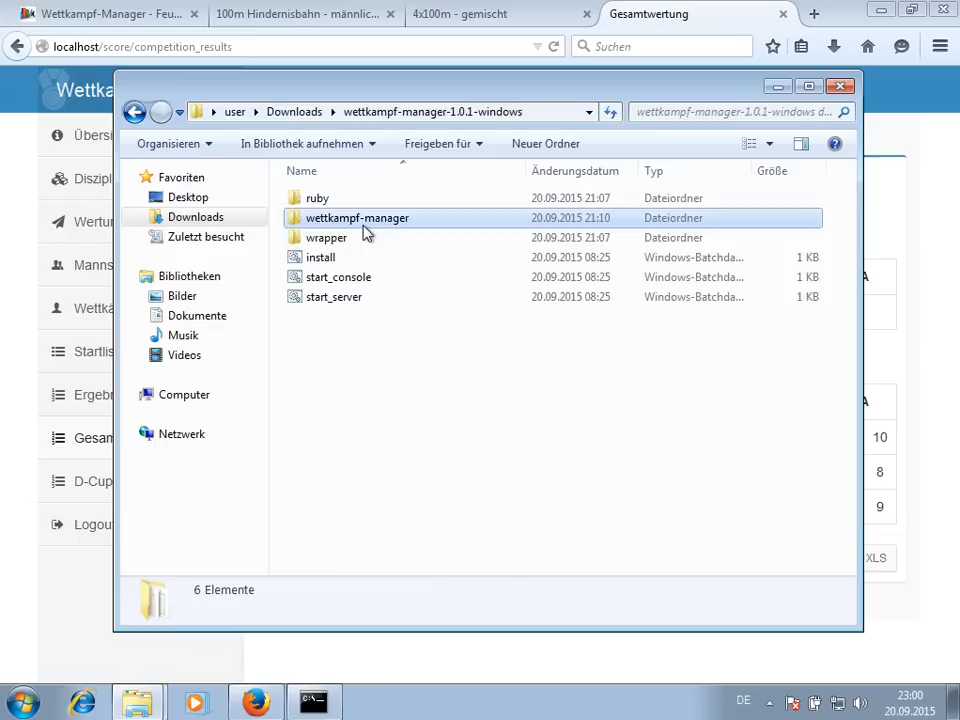 Wettkampf-Manager - Feu...
100m Hindernisbahn - männlic...
4x100m - gemischt
Gesamtwertung
localhost/score/competition_results
Suchen
Wettka
user
Downloads
wettkampf-manager-1.0.1-windows
wettkampf-manager-1.0.1-windows d...
Organisieren
In Bibliothek aufnehmen
Freigeben für
Neuer Ordner
Name
Änderungsdatum
Typ
Größe
ruby 20.09.2015 21:07 Dateiordner
wettkampf-manager 20.09.2015 21:10 Dateiordner
wrapper 20.09.2015 21:07 Dateiordner
install 20.09.2015 08:25 Windows-Batchda... 1 KB
start_console 20.09.2015 08:25 Windows-Batchda... 1 KB
start_server 20.09.2015 08:25 Windows-Batchda... 1 KB
Favoriten
Desktop
Downloads
Zuletzt besucht
Bibliotheken
Bilder
Dokumente
Musik
Videos
Computer
Netzwerk
6 Elemente
Übersi
Diszipl
Wertun
Manns
Wettkä
Startlis
Ergebn
Gesam
D-Cup
Logout
A
A
10
8
9
XLS
DE
23:00
20.09.2015